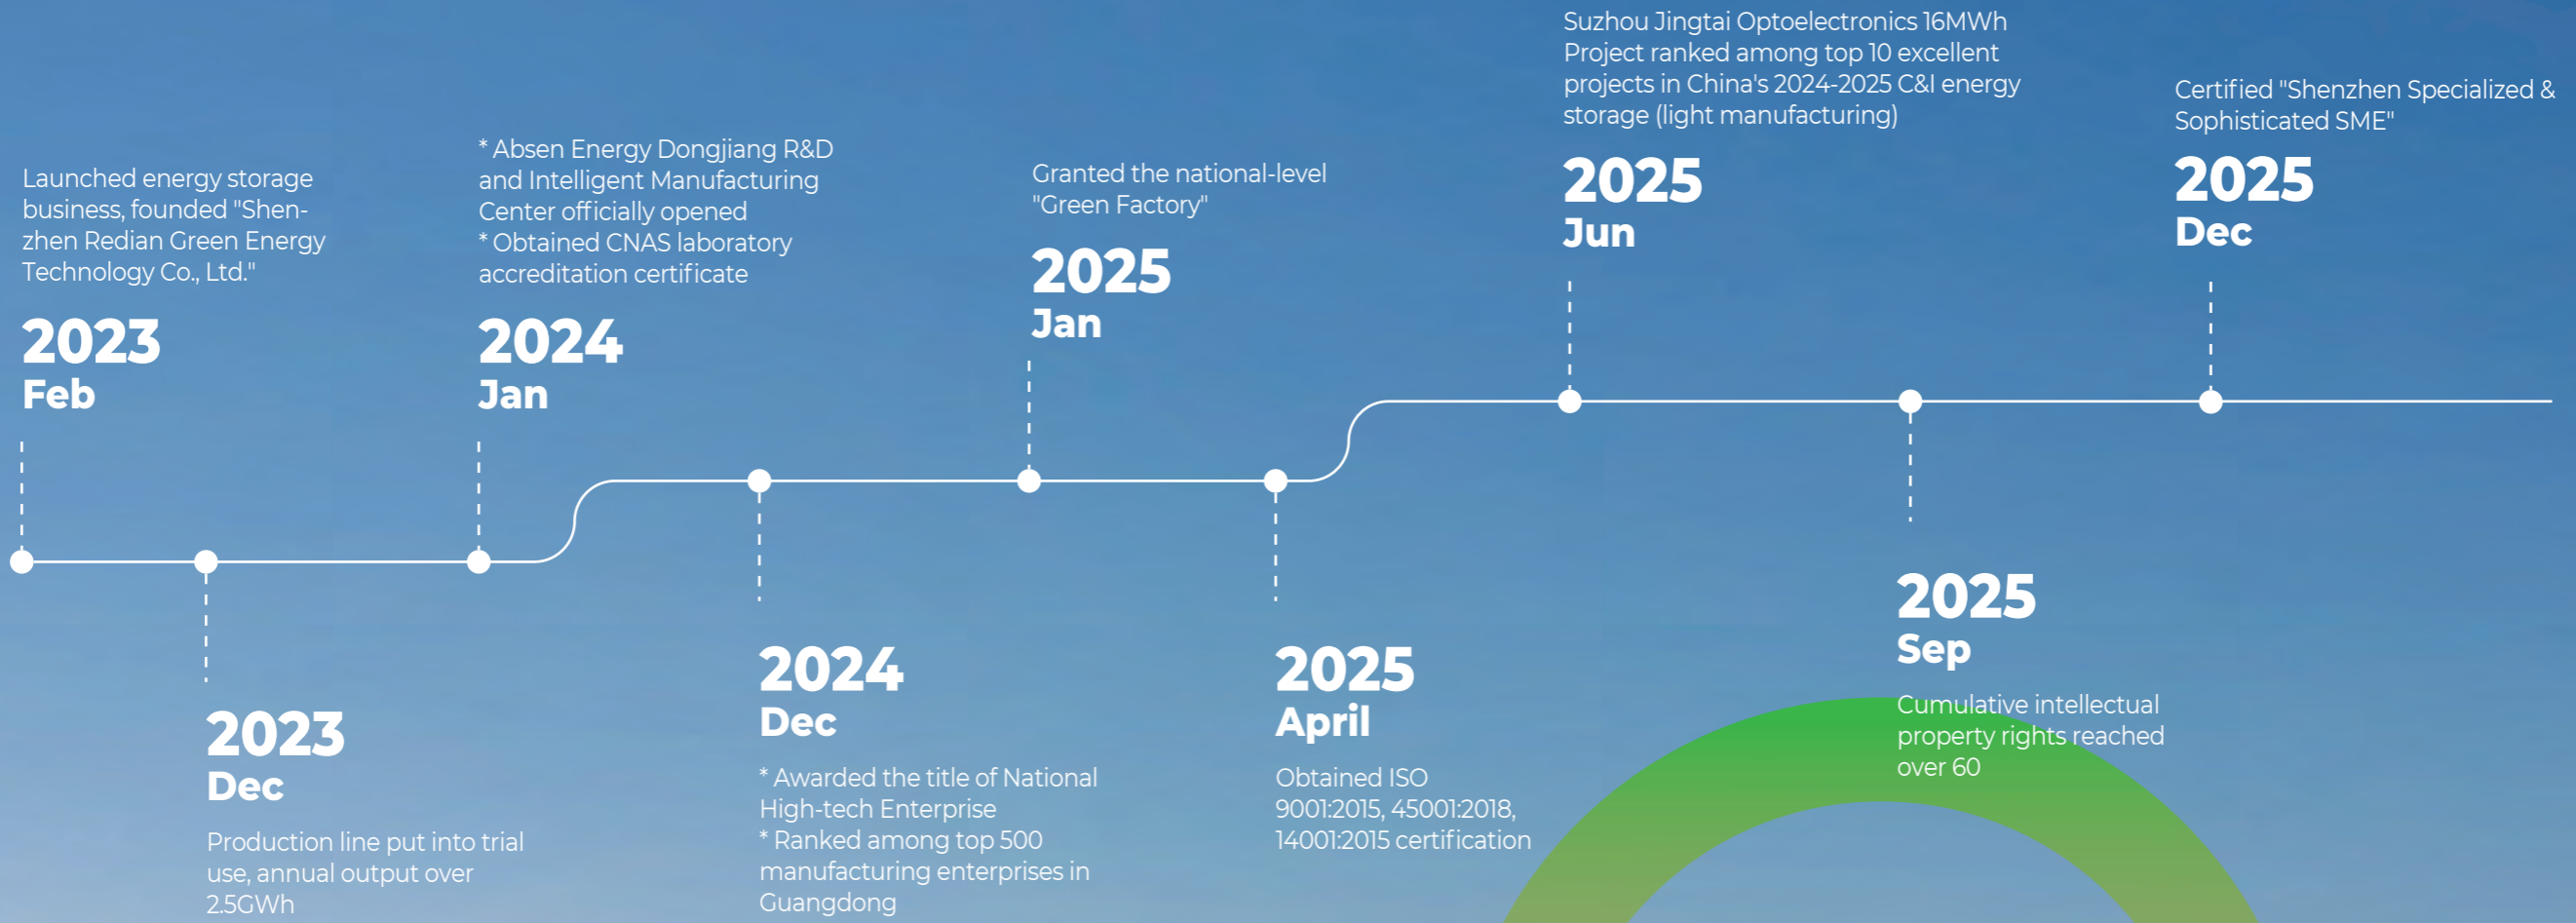 Launched energy storage
business, founded "Shen-
zhen Redian Green Energy
Technology Co., Ltd."
2023
Feb
2023
Dec
Production line put into trial
use, annual output over
2.5GWh
* Absen Energy Dongjiang R&D
and Intelligent Manufacturing
Center officially opened
* Obtained CNAS laboratory
accreditation certificate
2024
Jan
2024
Dec
* Awarded the title of National
High-tech Enterprise
* Ranked among top 500
manufacturing enterprises in
Guangdong
Granted the national-level
"Green Factory"
2025
Jan
2025
April
Obtained ISO
9001:2015, 45001:2018,
14001:2015 certification
Suzhou Jingtai Optoelectronics 16MWh
Project ranked among top 10 excellent
projects in China's 2024-2025 C&I energy
storage (light manufacturing)
2025
Jun
2025
Sep
Cumulative intellectual
property rights reached
over 60
Certified "Shenzhen Specialized &
Sophisticated SME"
2025
Dec